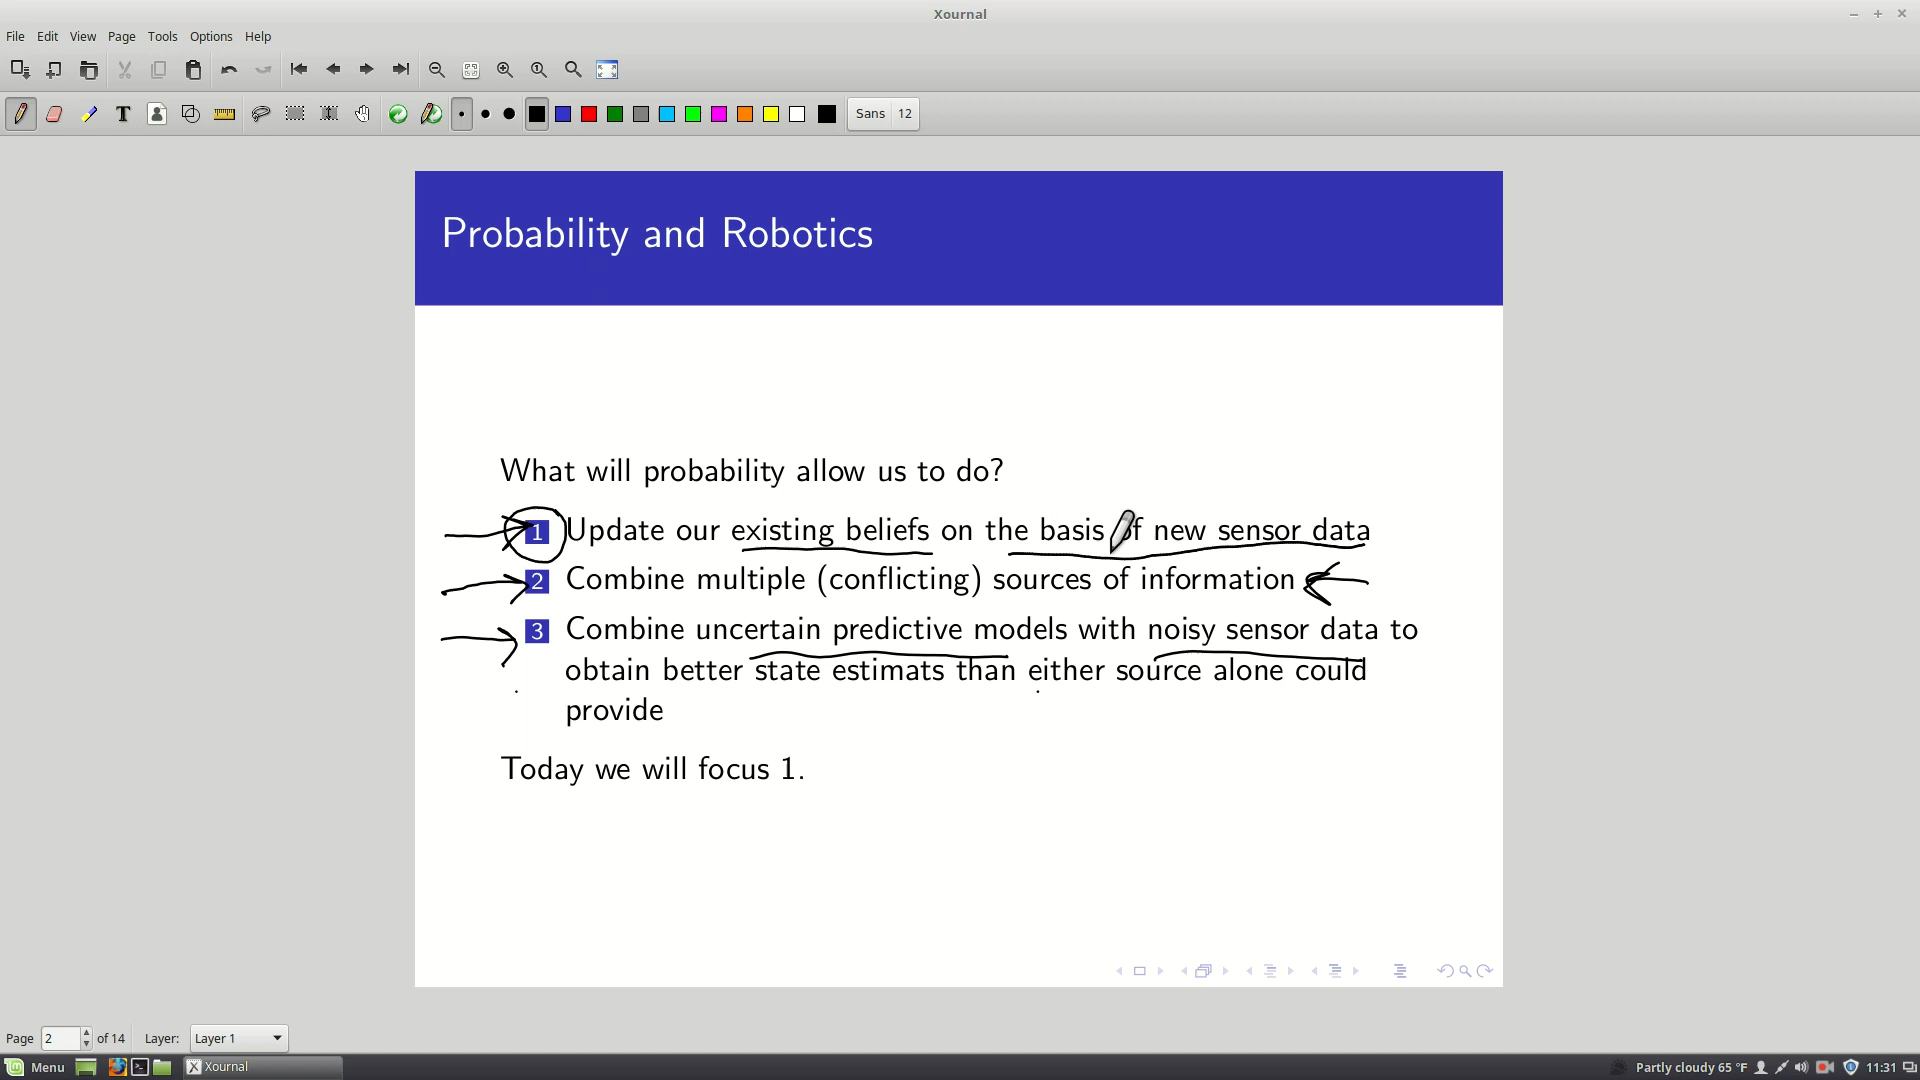 Xournal
File Edit View Page Tools Options Help
Sans 12
Probability and Robotics
What will probability allow us to do?
1 Update our existing beliefs on the basis of new sensor data
2 Combine multiple (conflicting) sources of information
3 Combine uncertain predictive models with noisy sensor data to
obtain better state estimats than either source alone could
provide
Today we will focus 1.
Page 2 of 14 Layer: Layer 1
Menu Xournal Partly cloudy 65 °F 11:31